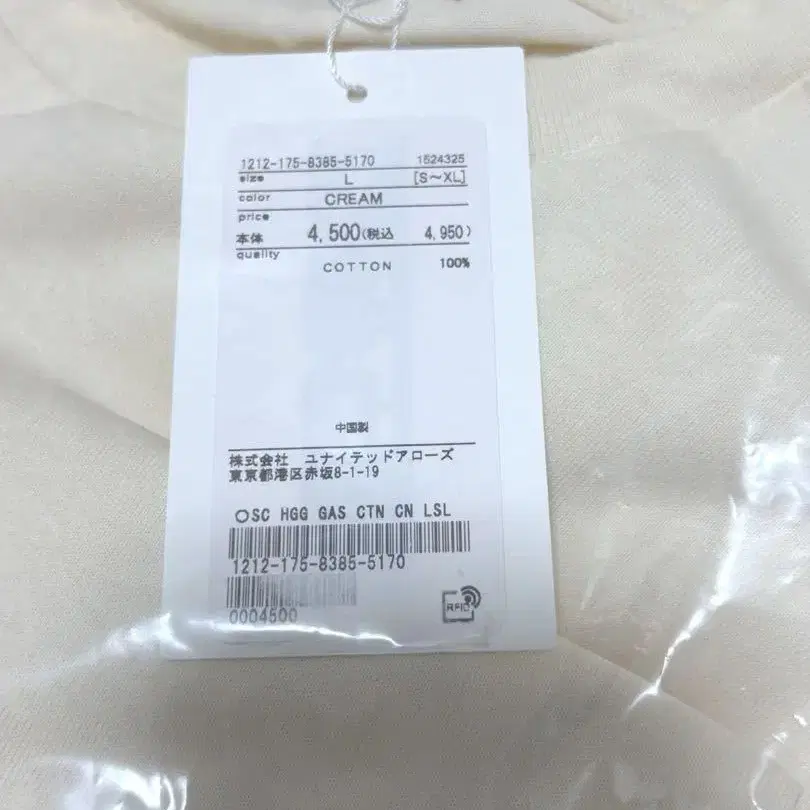 1212-175-8385-5170 1524325
size L [S～XL]
color CREAM
price
本体 4,500(税込 4,950)
quality
COTTON 100%
中国製
株式会社 ユナイテッドアローズ
東京都港区赤坂8-1-19
〇SC HGG GAS CTN CN LSL
1212-175-8385-5170
0004500
RFID